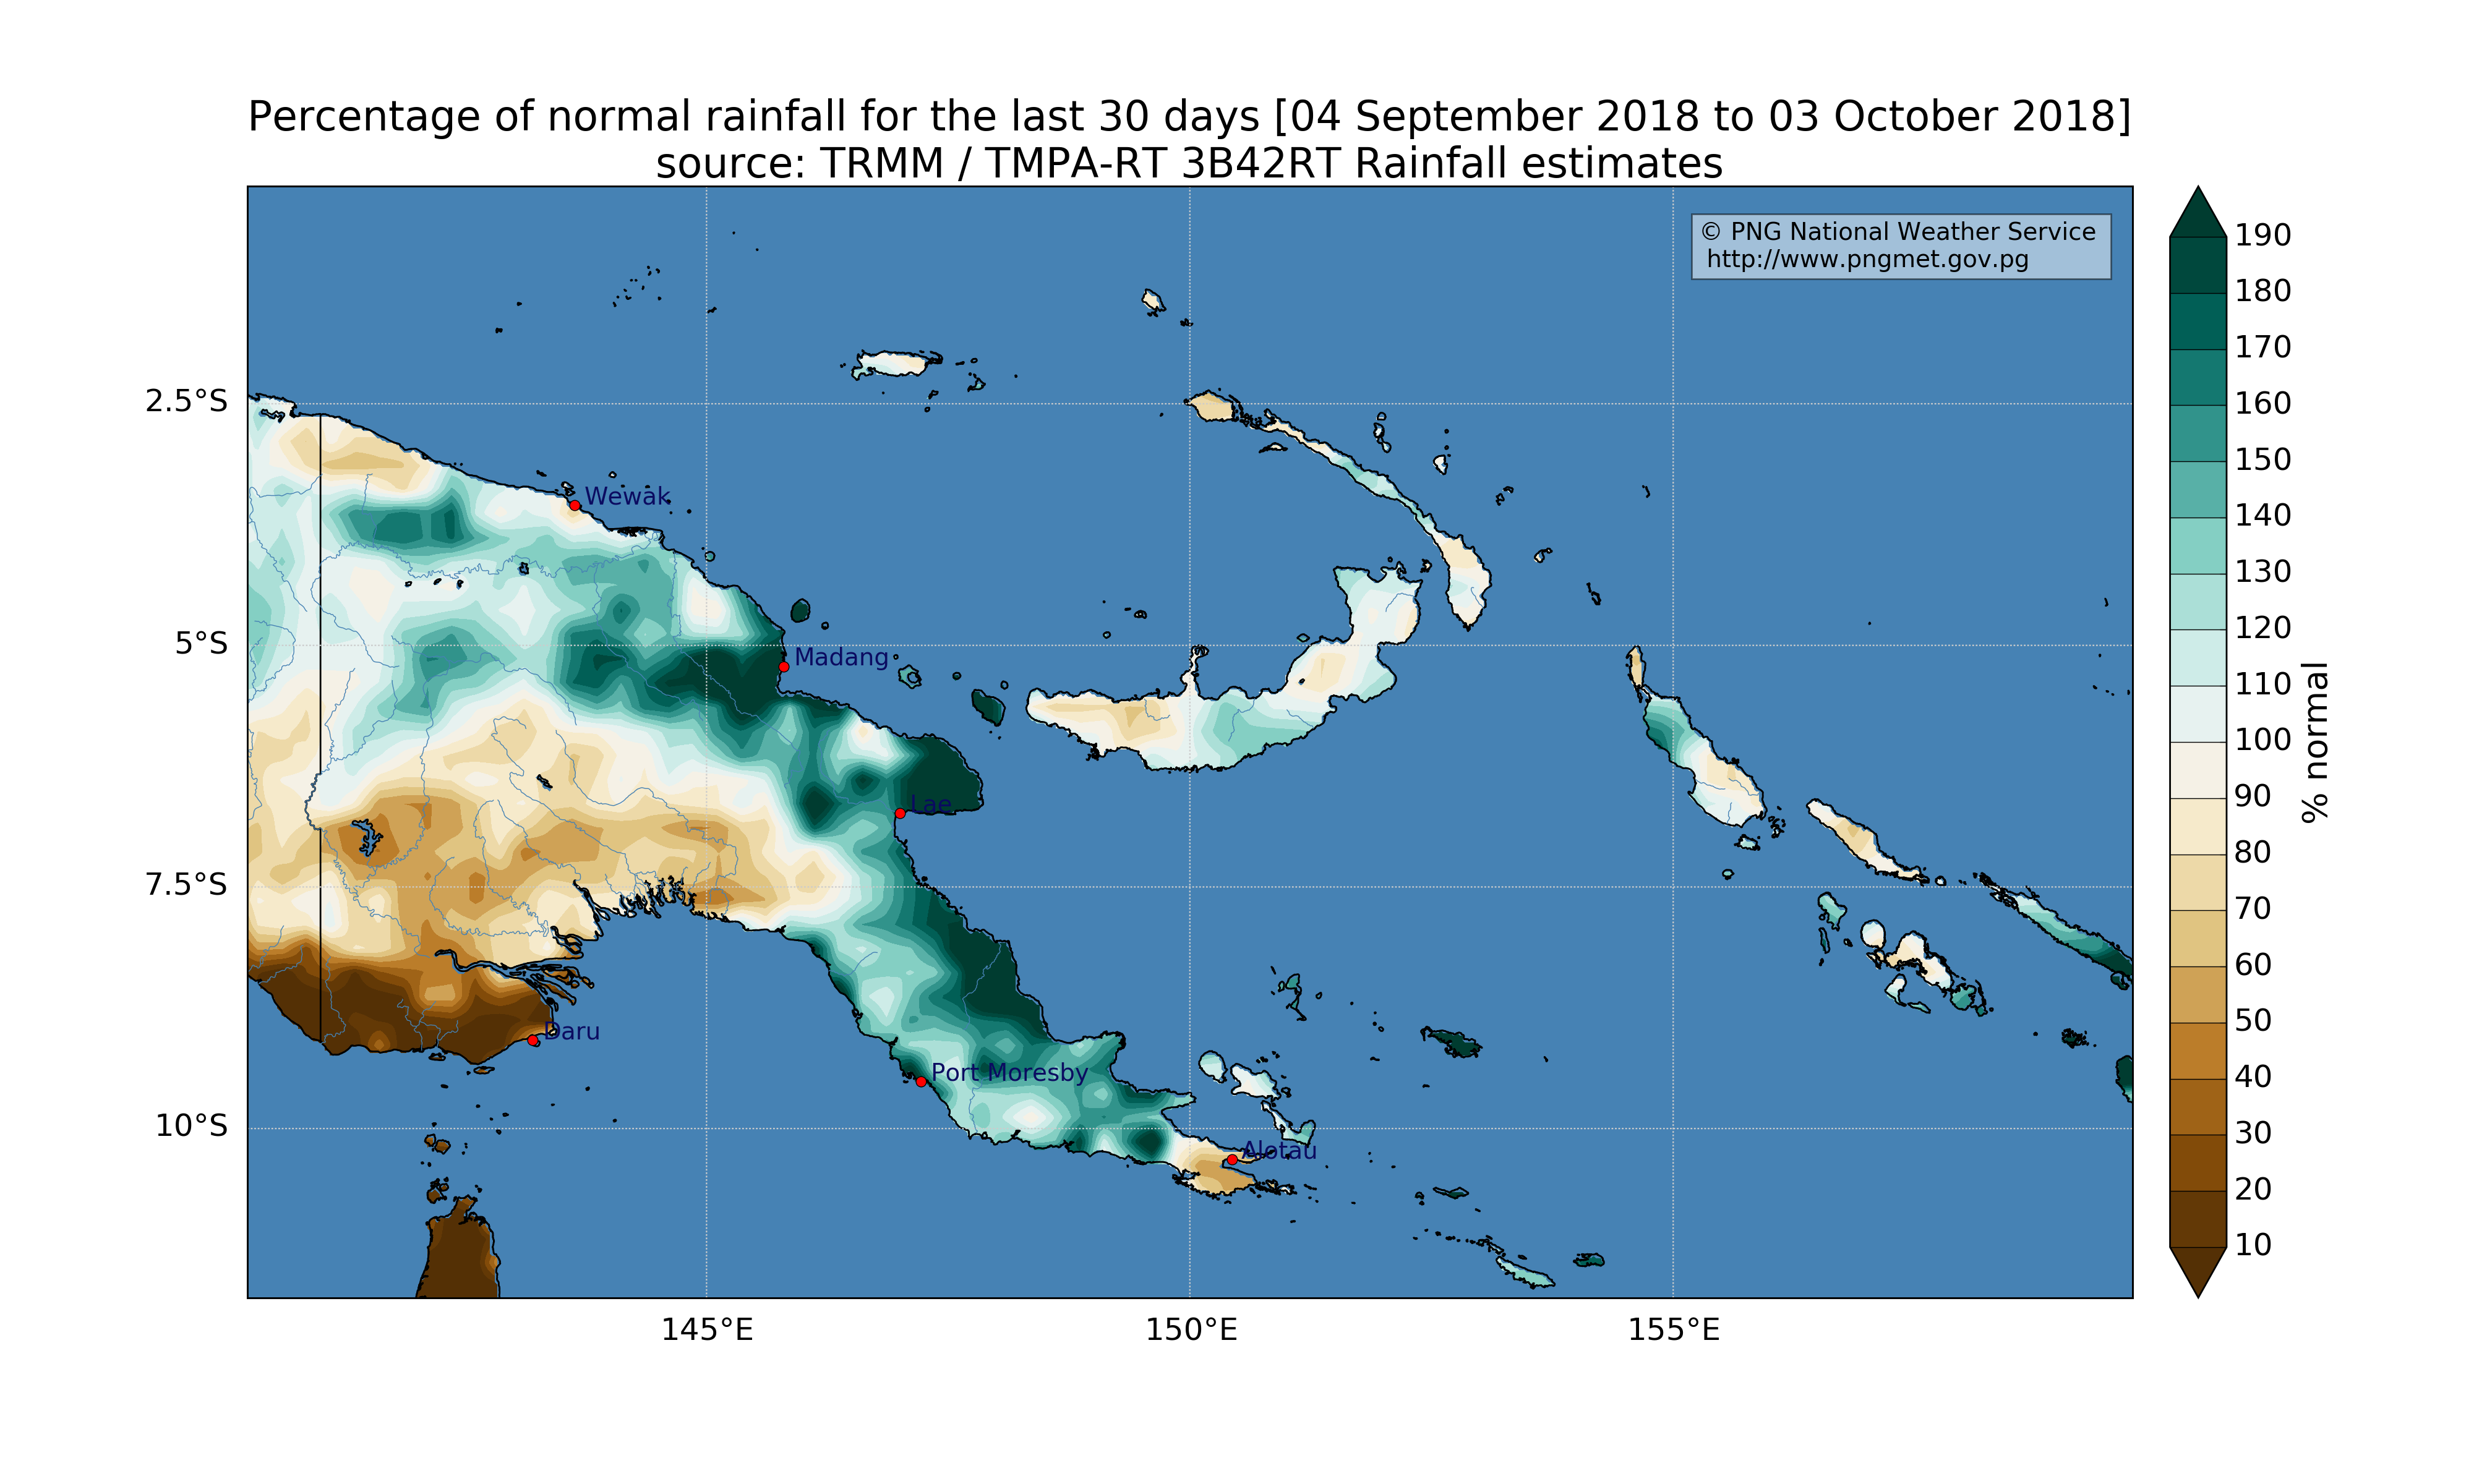 Percentage of normal rainfall for the last 30 days [04 September 2018 to 03 October 2018]
source: TRMM / TMPA-RT 3B42RT Rainfall estimates
© PNG National Weather Service
http://www.pngmet.gov.pg
2.5°S
5°S
7.5°S
10°S
Wewak
Madang
Lae
Daru
Port Moresby
Alotau
145°E
150°E
155°E
190
180
170
160
150
140
130
120
110
100
90
80
70
60
50
40
30
20
10
% normal